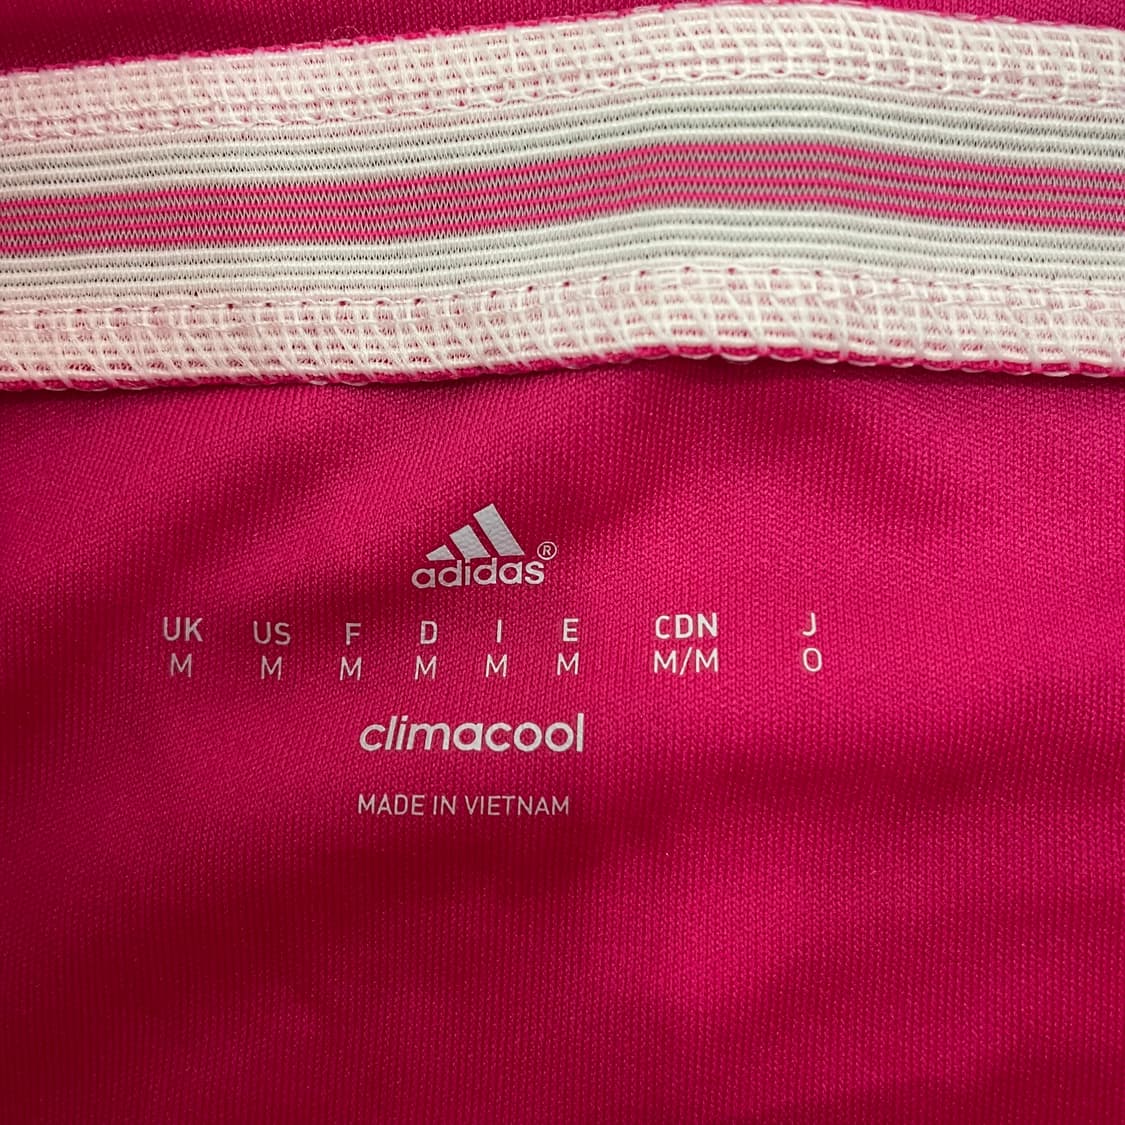 adidas®
UK US F D I E CDN J
M M M M M M M/M O
climacool
MADE IN VIETNAM